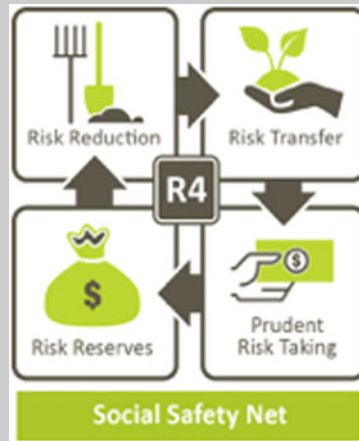 Risk Reduction
Risk Transfer
R4
$
$
Risk Reserves
Prudent
Risk Taking
Social Safety Net